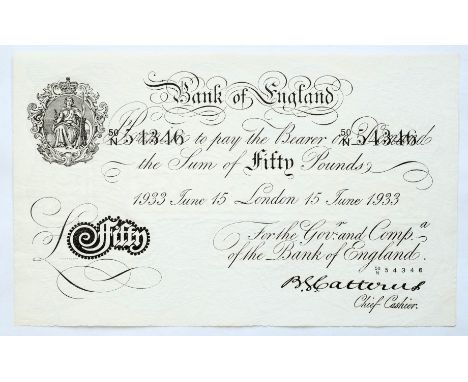 Bank of England
50/N 54346 50/N 54346
Promise to pay the Bearer on Demand
the Sum of Fifty Pounds
1933 June 15 London 15 June 1933
For the Govr. and Compa.
of the Bank of England.
50/N 54346
B G Catterns
Chief Cashier.
£ Fifty